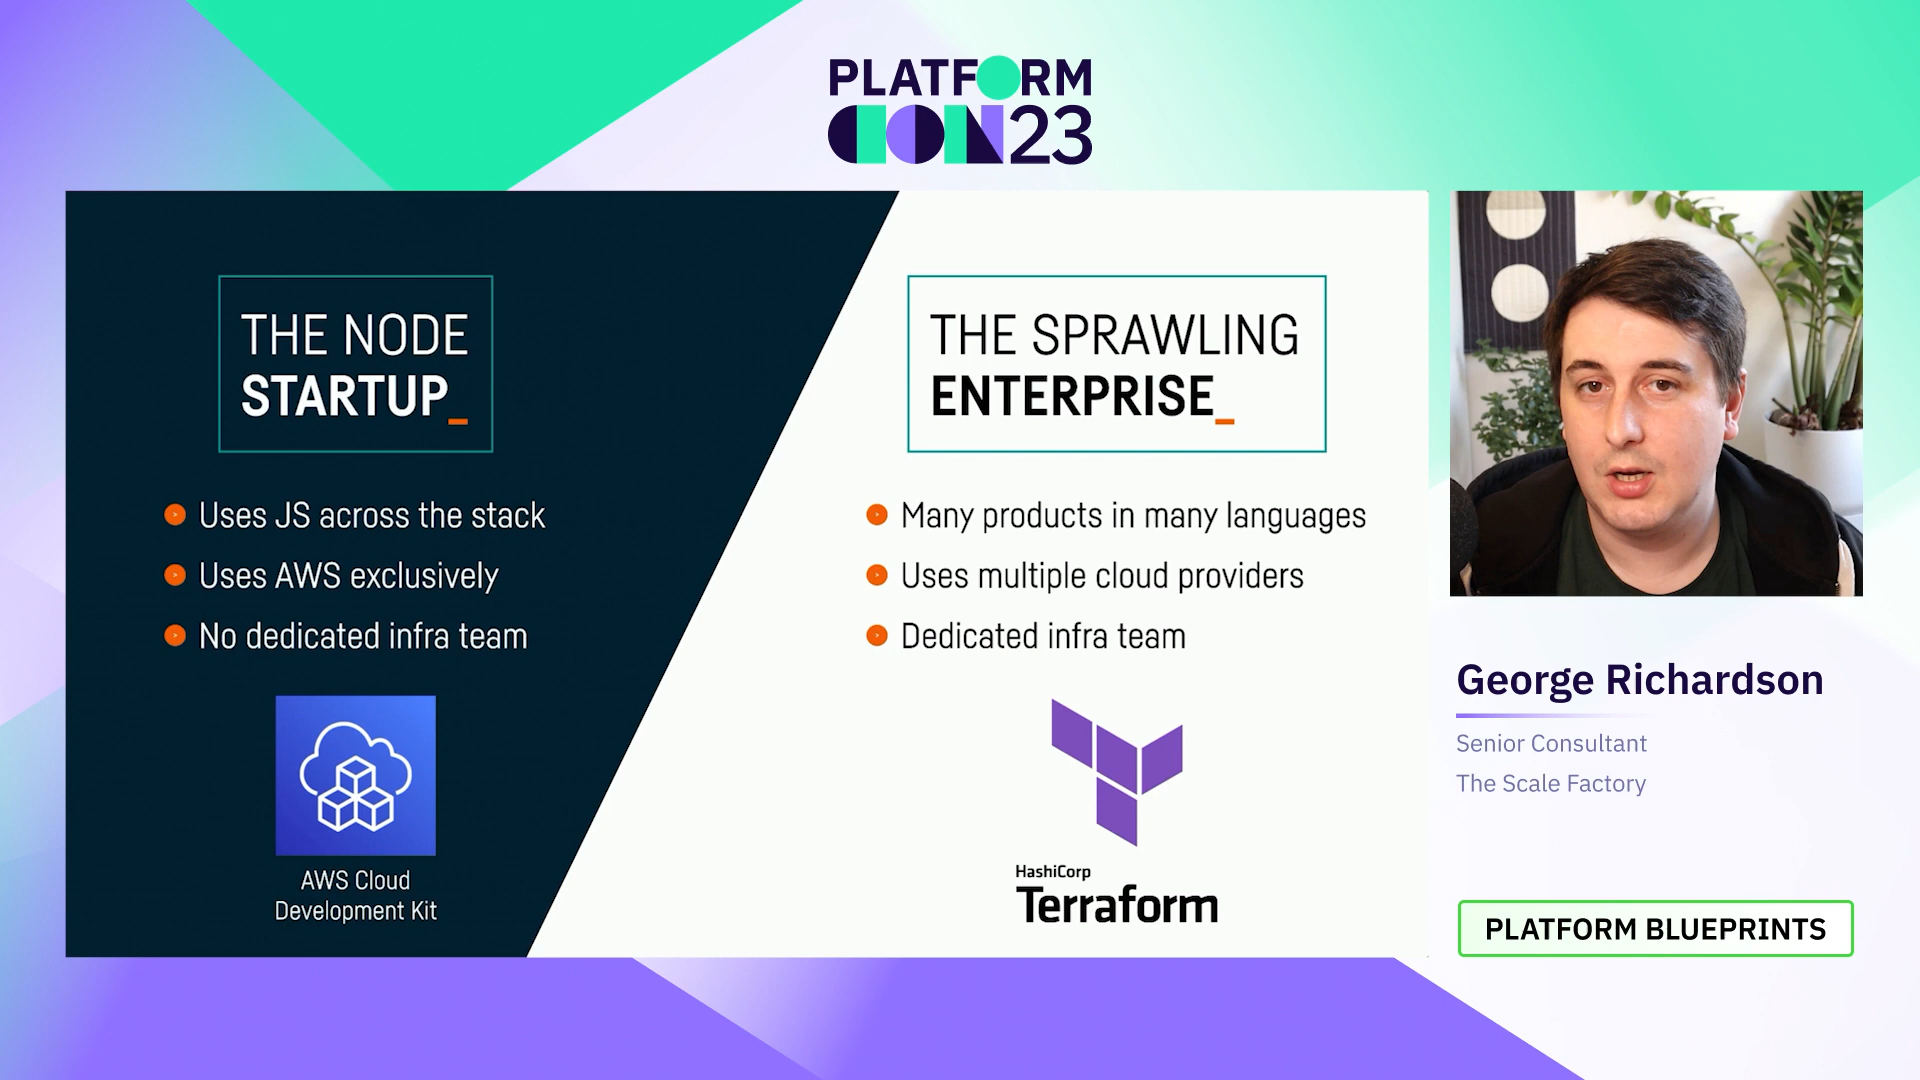 PLATFORM
CON23
THE NODE
STARTUP_
Uses JS across the stack
Uses AWS exclusively
No dedicated infra team
AWS Cloud
Development Kit
THE SPRAWLING
ENTERPRISE_
Many products in many languages
Uses multiple cloud providers
Dedicated infra team
HashiCorp
Terraform
George Richardson
Senior Consultant
The Scale Factory
PLATFORM BLUEPRINTS